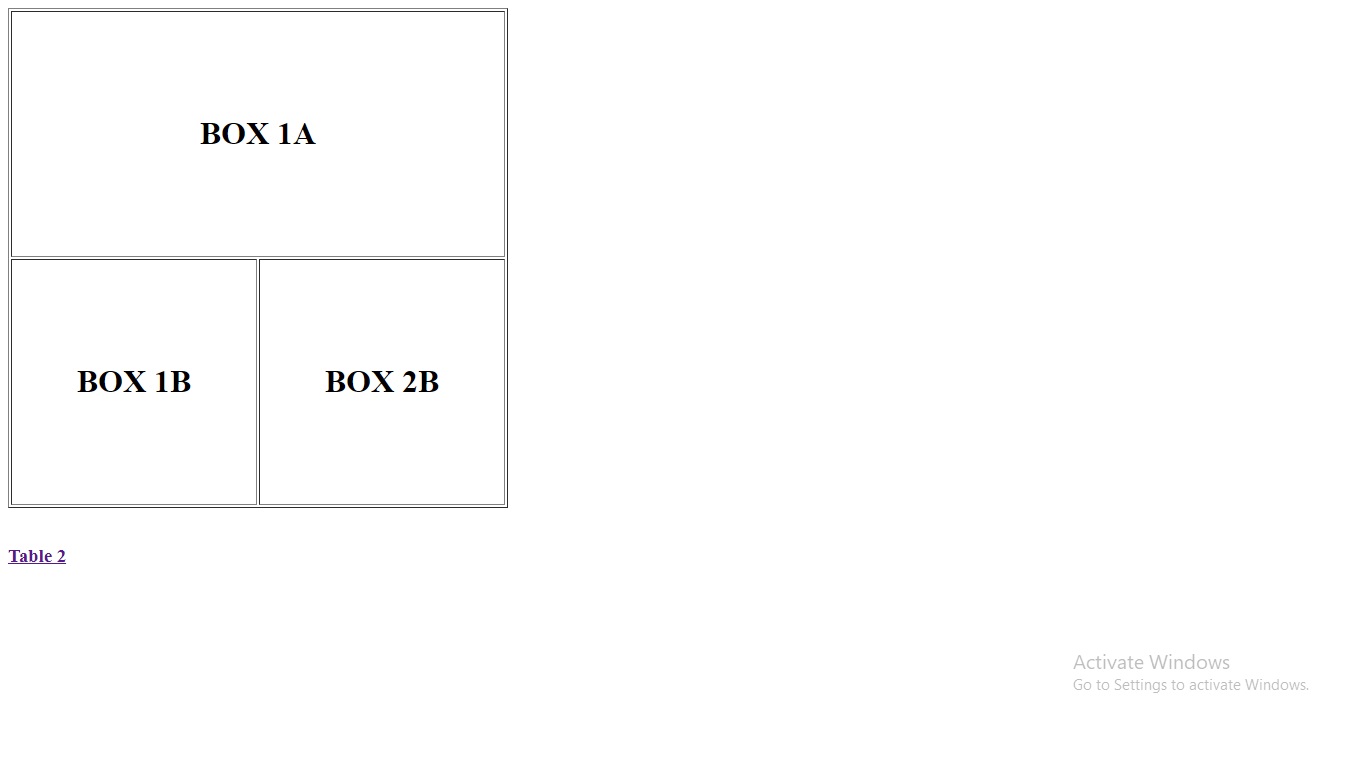 BOX 1A
BOX 1B
BOX 2B
Table 2
Activate Windows
Go to Settings to activate Windows.